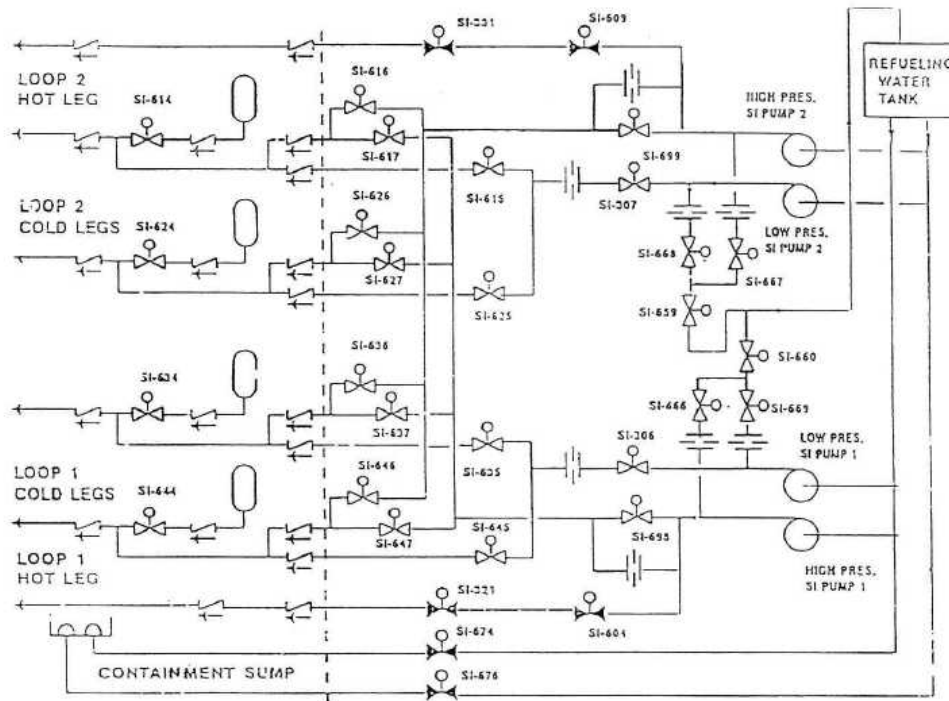 SI-331
SI-609
LOOP 2
HOT LEG
SI-614
SI-616
SI-617
SI-699
HIGH PRES.
SI PUMP 2
REFUELING
WATER
TANK
SI-615
SI-307
LOW PRES.
SI PUMP 2
LOOP 2
COLD LEGS
SI-624
SI-626
SI-627
SI-625
SI-668
SI-667
SI-659
SI-660
SI-634
SI-636
SI-637
SI-635
SI-666
SI-669
SI-306
LOW PRES.
SI PUMP 1
LOOP 1
COLD LEGS
SI-644
SI-646
SI-647
SI-645
SI-698
HIGH PRES.
SI PUMP 1
LOOP 1
HOT LEG
SI-321
SI-604
SI-674
CONTAINMENT SUMP
SI-676